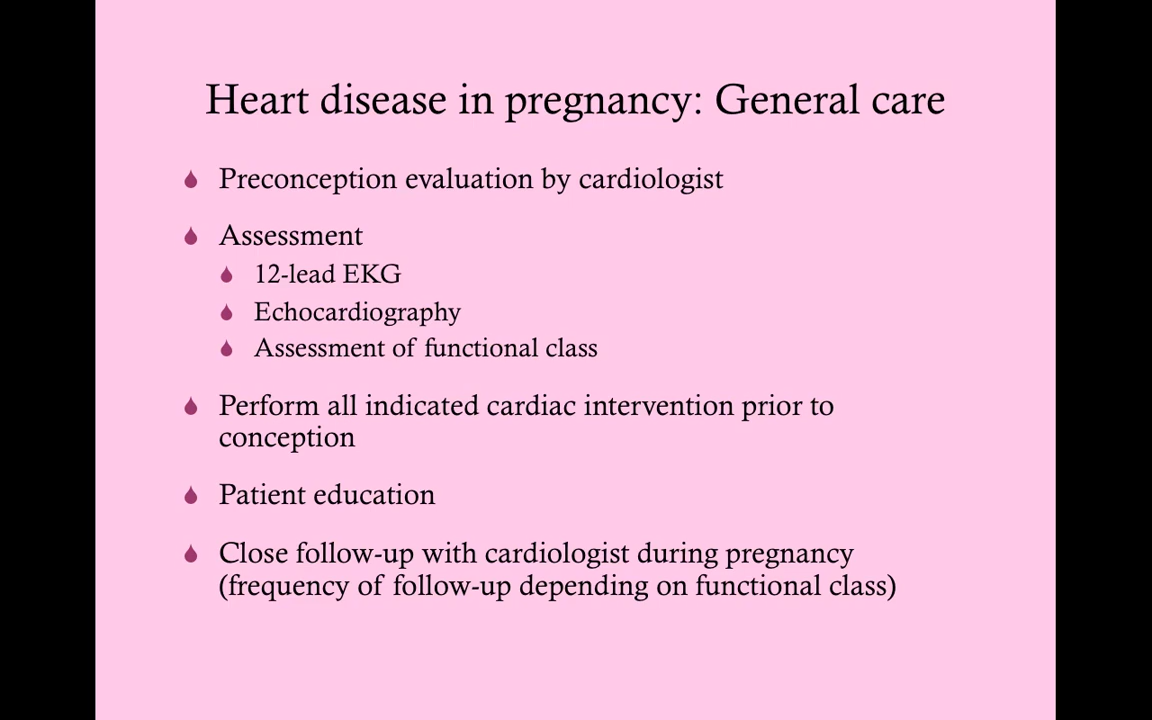 Heart disease in pregnancy: General care
Preconception evaluation by cardiologist
Assessment
12-lead EKG
Echocardiography
Assessment of functional class
Perform all indicated cardiac intervention prior to
conception
Patient education
Close follow-up with cardiologist during pregnancy
(frequency of follow-up depending on functional class)